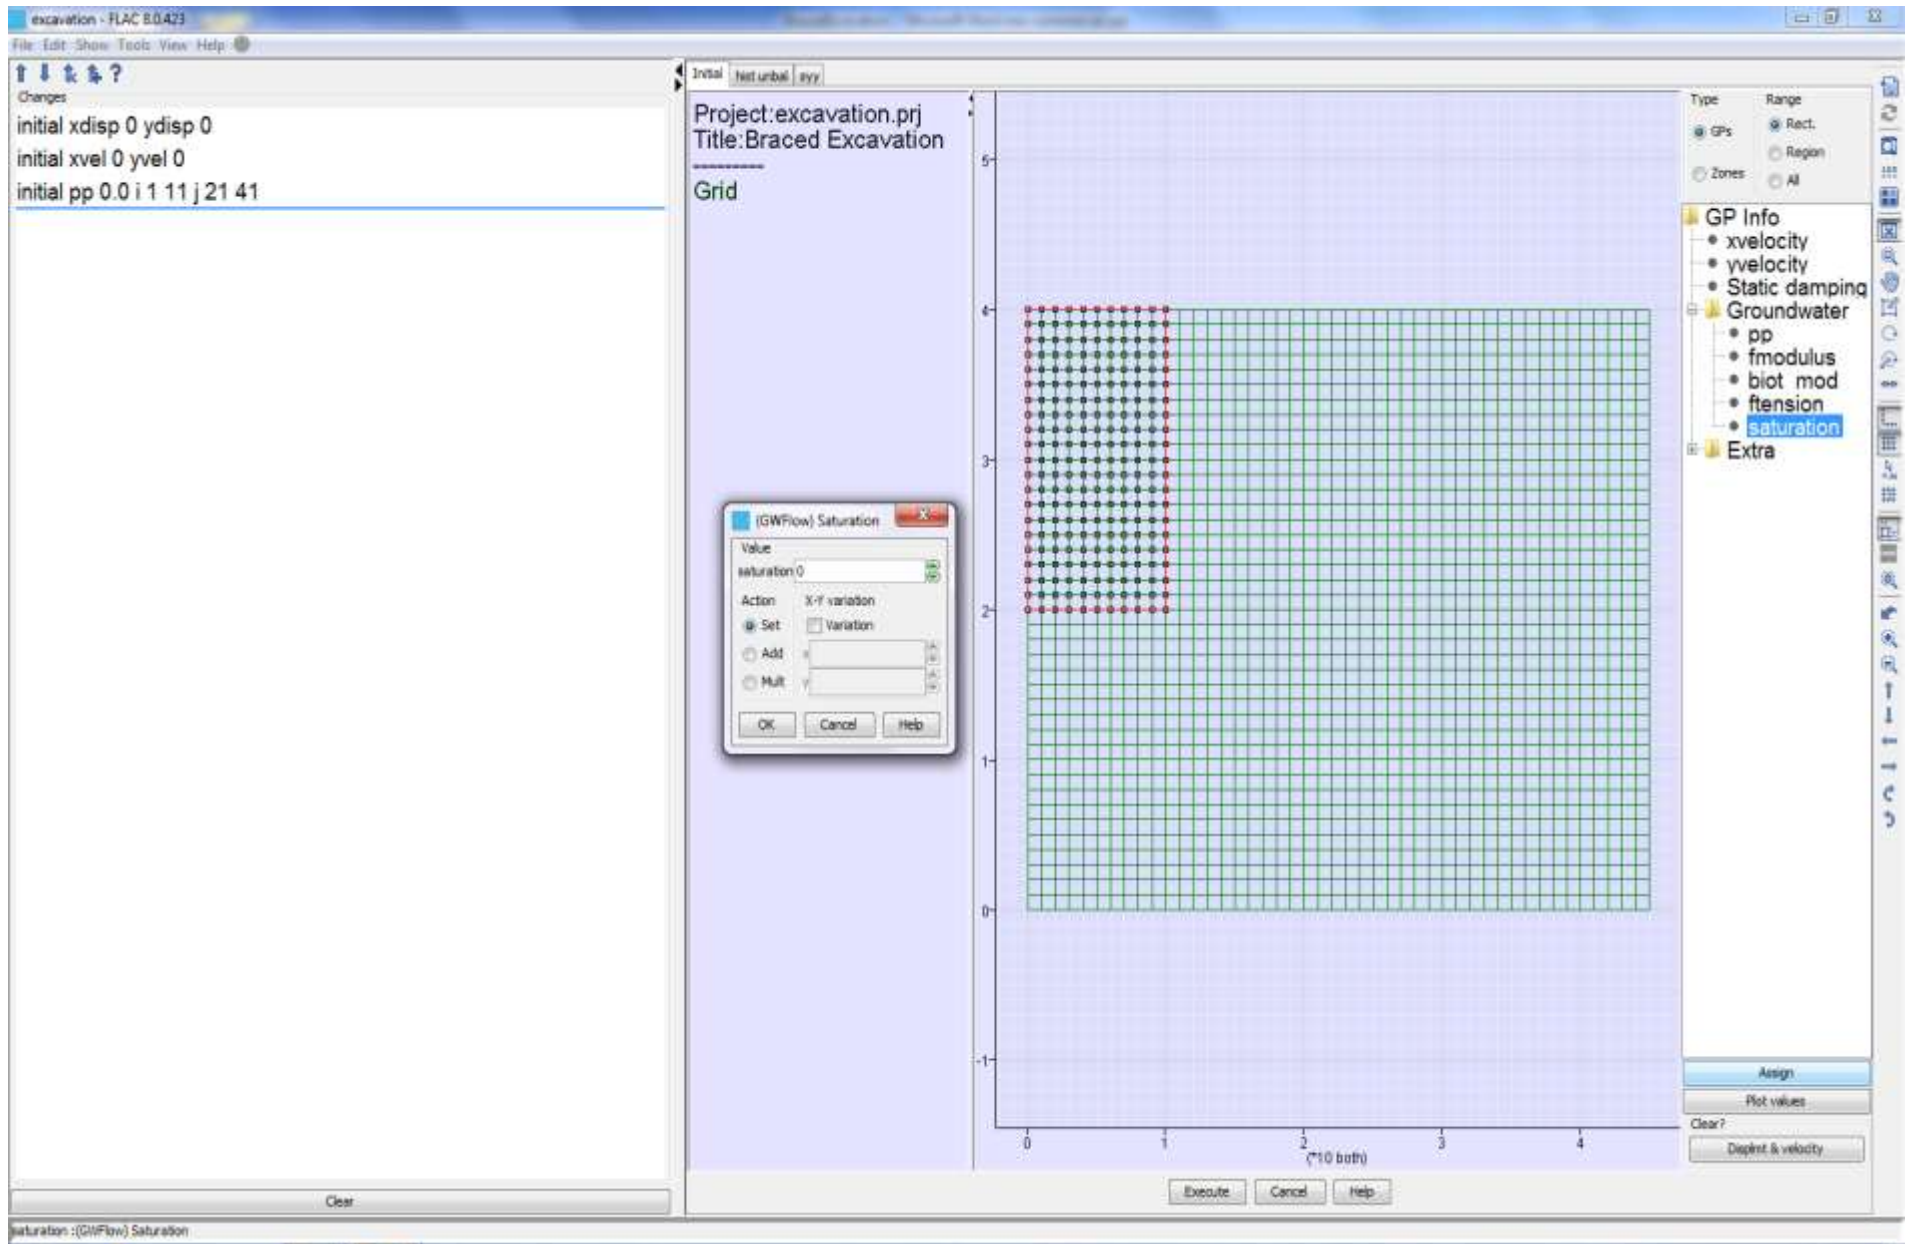 excavation - FLAC 8.0.423
File Edit Show Tools View Help
?
Changes
initial xdisp 0 ydisp 0
initial xvel 0 yvel 0
initial pp 0.0 i 1 11 j 21 41
Clear
saturation :(GWFlow) Saturation
Initial hist unbal syy
Project:excavation.prj
Title:Braced Excavation
---------
Grid
(GWFlow) Saturation
Value
saturation 0
Action X-Y variation
Set Variation
Add x
Mult y
OK Cancel Help
5
4
3
2
1
0
-1
0 1 2 3 4
(*10 both)
Execute Cancel Help
Type Range
GPs Rect.
Region
Zones All
GP Info
xvelocity
yvelocity
Static damping
Groundwater
pp
fmodulus
biot_mod
ftension
saturation
Extra
Assign
Plot values
Clear?
Displmt & velocity